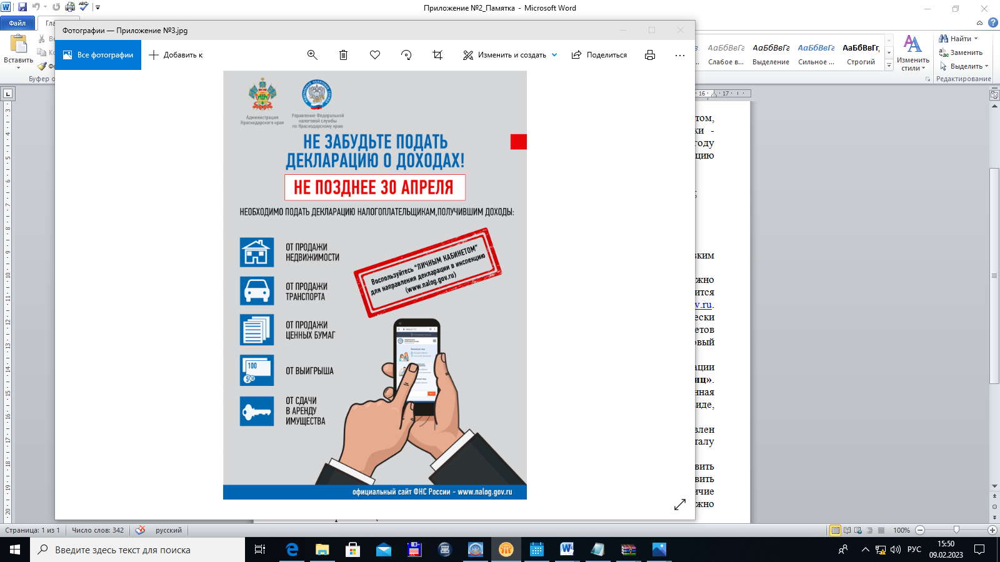 Приложение №2_Памятка - Microsoft Word
Файл
Гла
Фотографии — Приложение №3.jpg
Все фотографии
Добавить к
Изменить и создать
Поделиться
Вставить
Буфер о
АаБбВвГг
АаБбВвГг
АаБбВвГг
АаБбВвГг,
Слабое в...
Выделение
Сильное ...
Строгий
Изменить
стили
Найти
Заменить
Выделить
Редактирование
Администрация
Краснодарского края
Управление Федеральной
налоговой службы
по Краснодарскому краю
НЕ ЗАБУДЬТЕ ПОДАТЬ
ДЕКЛАРАЦИЮ О ДОХОДАХ!
НЕ ПОЗДНЕЕ 30 АПРЕЛЯ
НЕОБХОДИМО ПОДАТЬ ДЕКЛАРАЦИЮ НАЛОГОПЛАТЕЛЬЩИКАМ,ПОЛУЧИВШИМ ДОХОДЫ:
ОТ ПРОДАЖИ
НЕДВИЖИМОСТИ
ОТ ПРОДАЖИ
ТРАНСПОРТА
ОТ ПРОДАЖИ
ЦЕННЫХ БУМАГ
100
ОТ ВЫИГРЫША
ОТ СДАЧИ
В АРЕНДУ
ИМУЩЕСТВА
Воспользуйтесь "ЛИЧНЫМ КАБИНЕТОМ"
для направления декларации в инспекцию
(www.nalog.gov.ru)
официальный сайт ФНС России - www.nalog.gov.ru
16 17
том,
ки -
году
цию
зким
жно
ится
v.ru.
ески
етов
овый
ации
иц».
нная
виде,
влен
талу
вить
вить
ичие
жно
Страница: 1 из 1
Число слов: 342
русский
100%
Введите здесь текст для поиска
РУС
15:50
09.02.2023